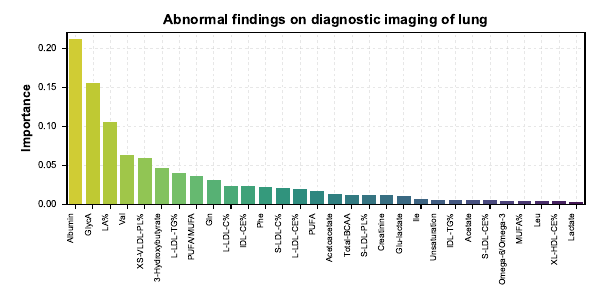 Abnormal findings on diagnostic imaging of lung
Importance
0.20
0.15
0.10
0.05
0.00
Albumin
GlycA
LA%
Val
XS-VLDL-PL%
3-Hydroxybutyrate
L-LDL-TG%
PUFA/MUFA
Gln
L-LDL-C%
IDL-CE%
Phe
S-LDL-C%
L-LDL-CE%
PUFA
Acetoacetate
Total-BCAA
S-LDL-PL%
Creatinine
Glu-lactate
Ile
Unsaturation
IDL-TG%
Acetate
S-LDL-CE%
Omega-6/Omega-3
MUFA%
Leu
XL-HDL-CE%
Lactate